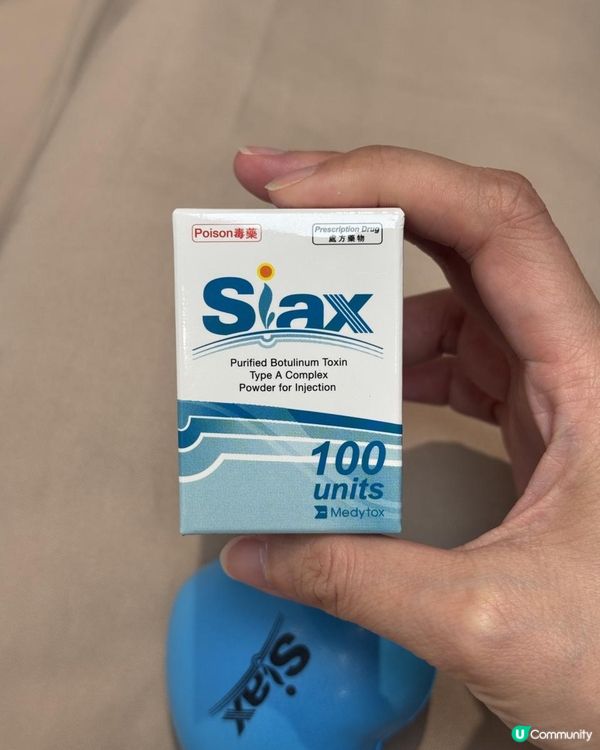 Poison毒藥
Prescription Drug
處方藥物
Siax
Purified Botulinum Toxin
Type A Complex
Powder for Injection
100
units
Medytox
Siax
U Community